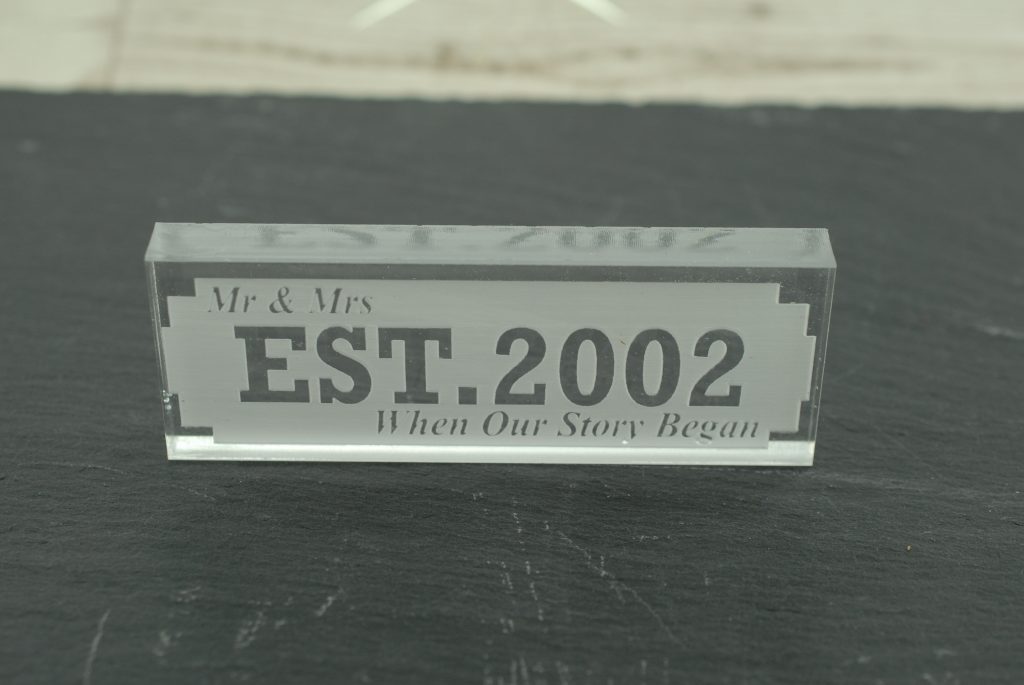 Mr & Mrs
EST.2002
When Our Story Began